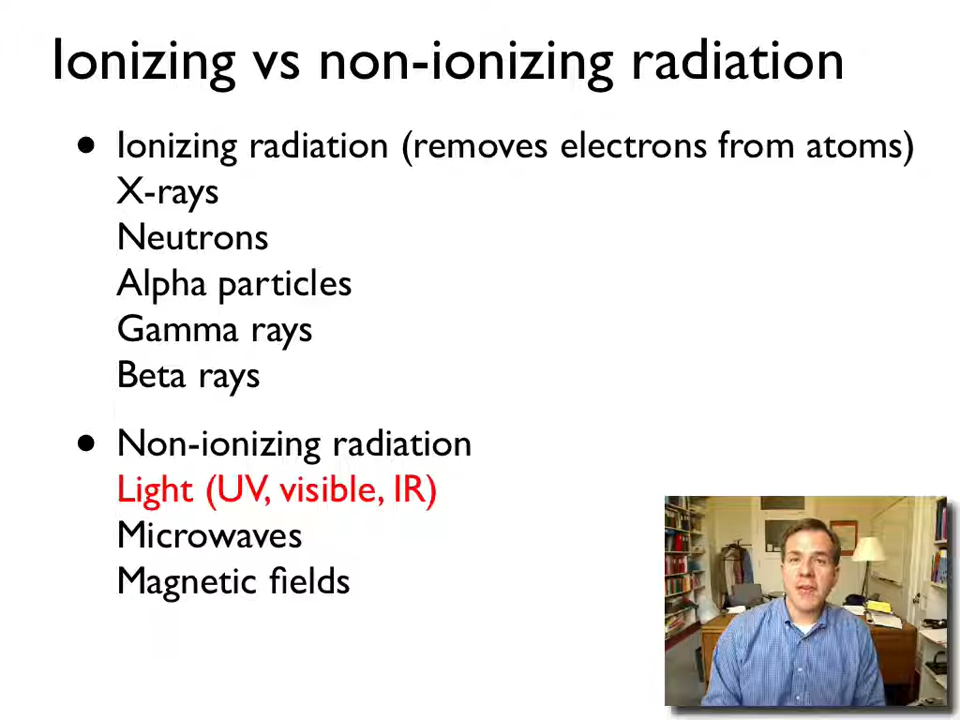 Ionizing vs non-ionizing radiation
• Ionizing radiation (removes electrons from atoms)
X-rays
Neutrons
Alpha particles
Gamma rays
Beta rays
• Non-ionizing radiation
Light (UV, visible, IR)
Microwaves
Magnetic fields